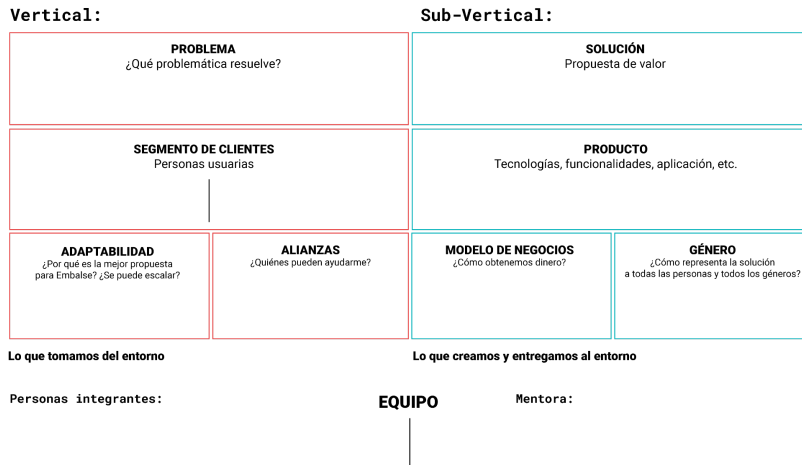 Vertical:
Sub-Vertical:
PROBLEMA
¿Qué problemática resuelve?
SOLUCIÓN
Propuesta de valor
SEGMENTO DE CLIENTES
Personas usuarias
PRODUCTO
Tecnologías, funcionalidades, aplicación, etc.
ADAPTABILIDAD
¿Por qué es la mejor propuesta
para Embalse? ¿Se puede escalar?
ALIANZAS
¿Quiénes pueden ayudarme?
MODELO DE NEGOCIOS
¿Cómo obtenemos dinero?
GÉNERO
¿Cómo representa la solución
a todas las personas y todos los géneros?
Lo que tomamos del entorno
Lo que creamos y entregamos al entorno
Personas integrantes:
EQUIPO
Mentora: